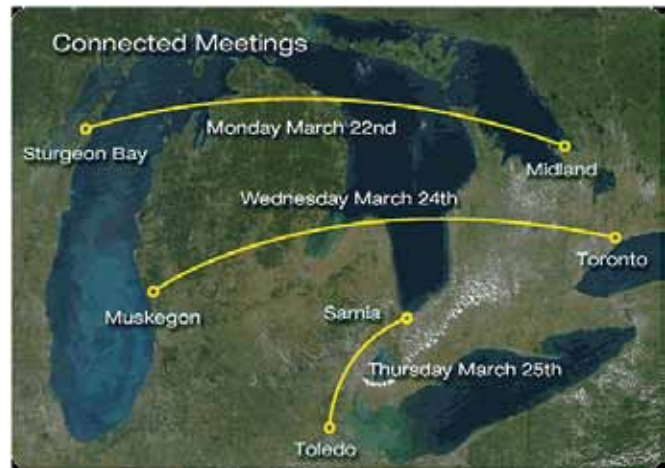 Connected Meetings
Monday March 22nd
Sturgeon Bay
Midland
Wednesday March 24th
Toronto
Muskegon
Sarnia
Thursday March 25th
Toledo